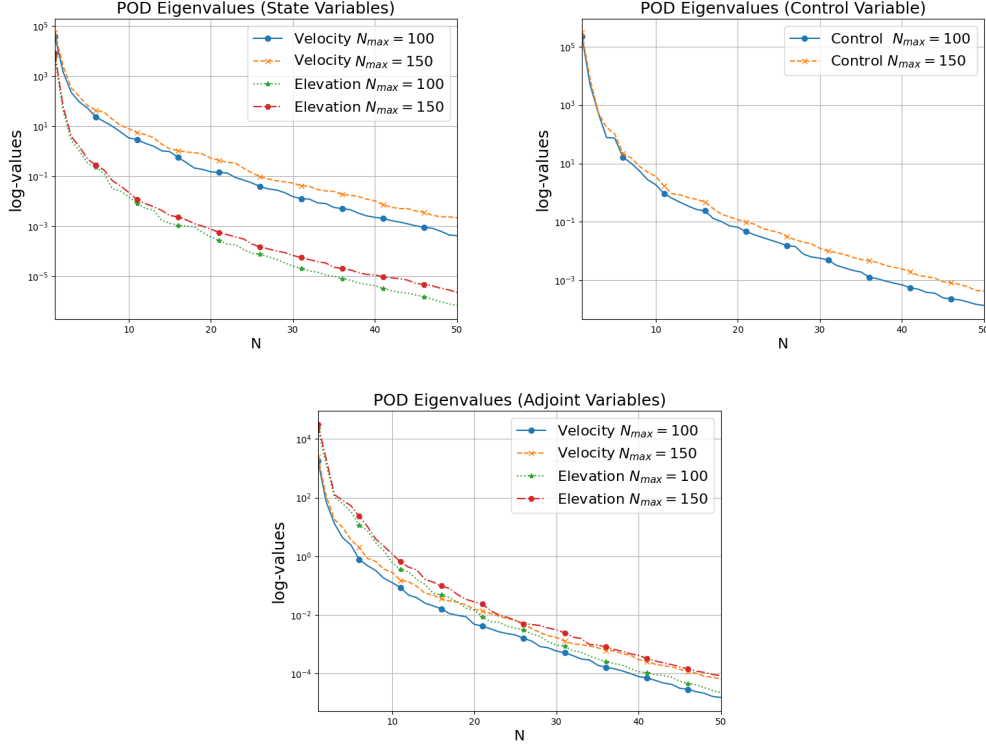 POD Eigenvalues (State Variables)
10^5
10^3
10^1
10^-1
10^-3
10^-5
log-values
Velocity N_max = 100
Velocity N_max = 150
Elevation N_max = 100
Elevation N_max = 150
10 20 30 40 50
N
POD Eigenvalues (Control Variable)
10^5
10^3
10^1
10^-1
10^-3
log-values
Control N_max = 100
Control N_max = 150
10 20 30 40 50
N
POD Eigenvalues (Adjoint Variables)
10^4
10^2
10^0
10^-2
10^-4
log-values
Velocity N_max = 100
Velocity N_max = 150
Elevation N_max = 100
Elevation N_max = 150
10 20 30 40 50
N